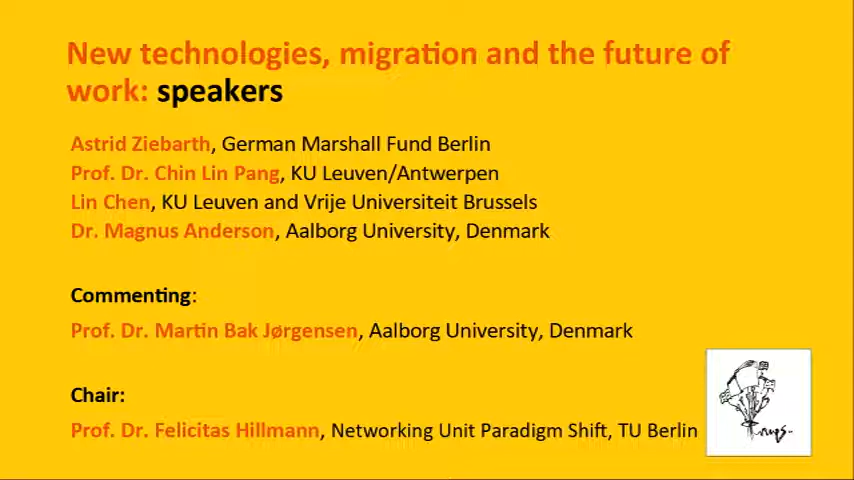 New technologies, migration and the future of
work: speakers
Astrid Ziebarth, German Marshall Fund Berlin
Prof. Dr. Chin Lin Pang, KU Leuven/Antwerpen
Lin Chen, KU Leuven and Vrije Universiteit Brussels
Dr. Magnus Anderson, Aalborg University, Denmark
Commenting:
Prof. Dr. Martin Bak Jørgensen, Aalborg University, Denmark
Chair:
Prof. Dr. Felicitas Hillmann, Networking Unit Paradigm Shift, TU Berlin